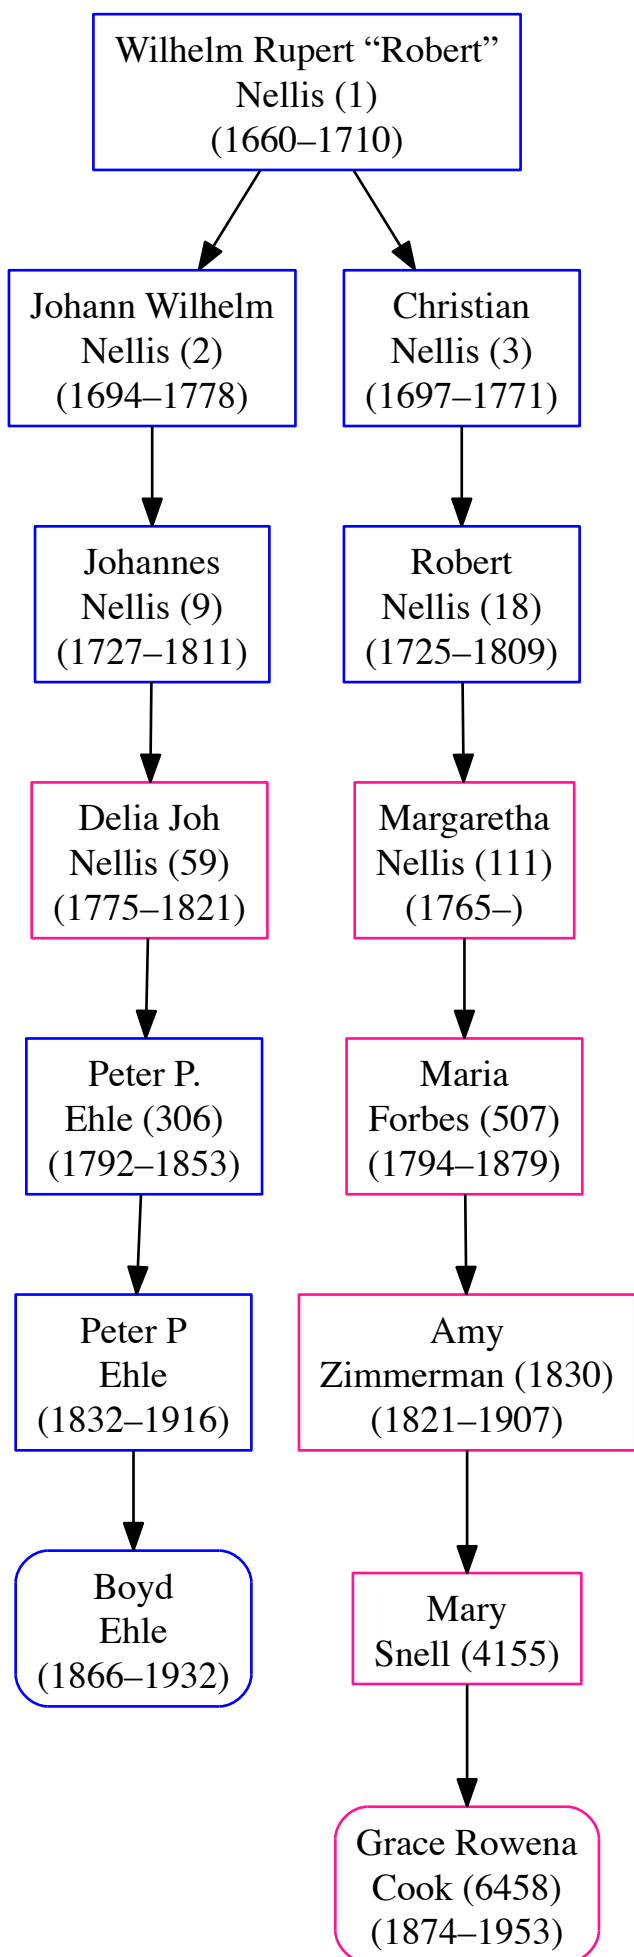 Wilhelm Rupert “Robert”
Nellis (1)
(1660–1710)
Johann Wilhelm
Nellis (2)
(1694–1778)
Christian
Nellis (3)
(1697–1771)
Johannes
Nellis (9)
(1727–1811)
Robert
Nellis (18)
(1725–1809)
Delia Joh
Nellis (59)
(1775–1821)
Margaretha
Nellis (111)
(1765–)
Peter P.
Ehle (306)
(1792–1853)
Maria
Forbes (507)
(1794–1879)
Peter P
Ehle
(1832–1916)
Amy
Zimmerman (1830)
(1821–1907)
Boyd
Ehle
(1866–1932)
Mary
Snell (4155)
Grace Rowena
Cook (6458)
(1874–1953)